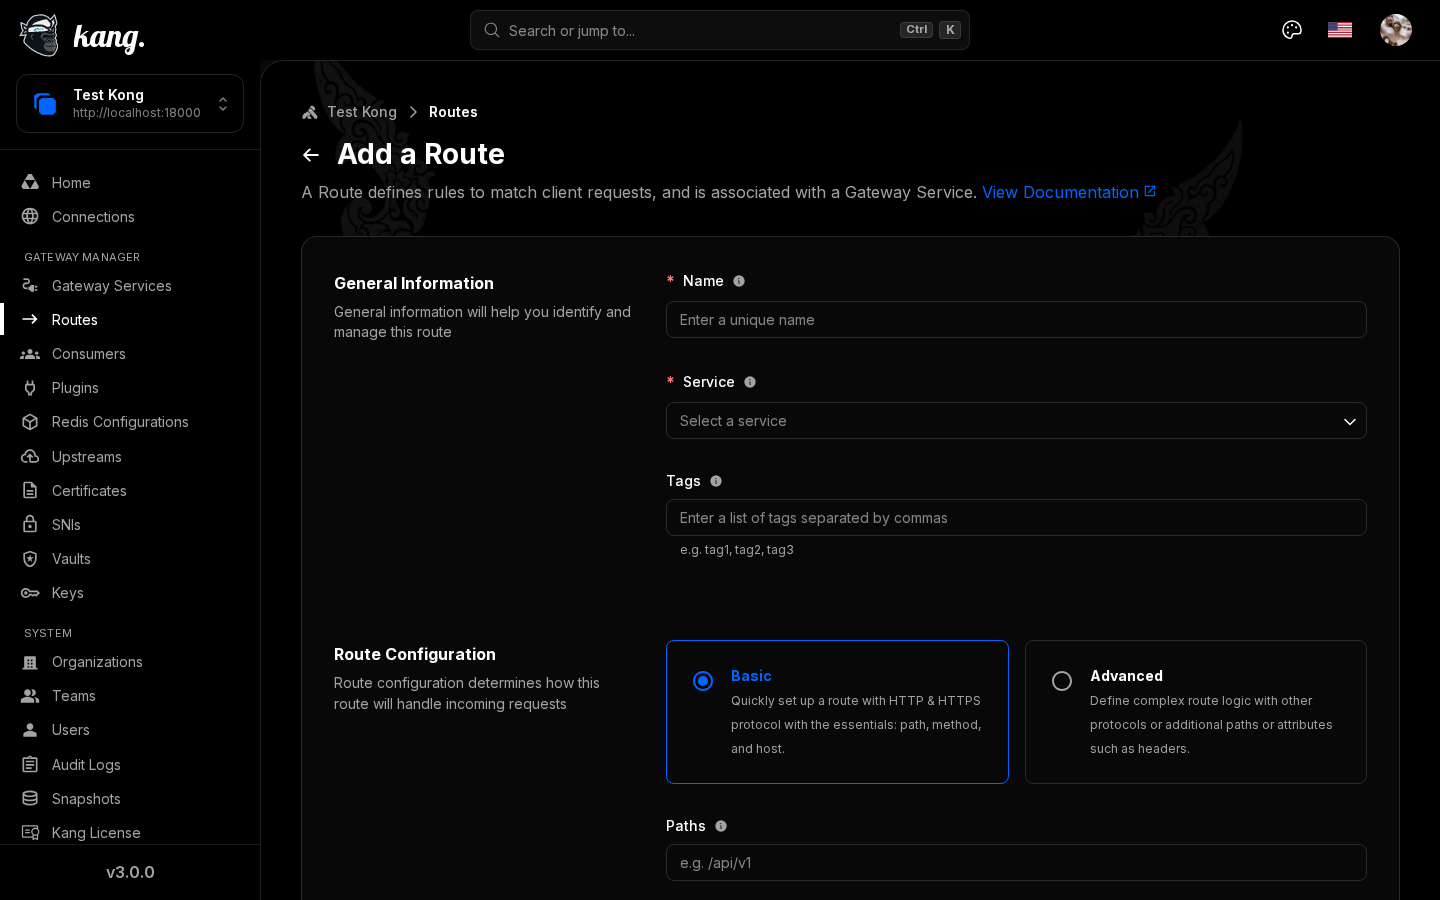 kang.
Search or jump to...
Ctrl
K
Test Kong
http://localhost:18000
Home
Connections
GATEWAY MANAGER
Gateway Services
Routes
Consumers
Plugins
Redis Configurations
Upstreams
Certificates
SNIs
Vaults
Keys
SYSTEM
Organizations
Teams
Users
Audit Logs
Snapshots
Kang License
v3.0.0
Test Kong
Routes
Add a Route
A Route defines rules to match client requests, and is associated with a Gateway Service. View Documentation
General Information
General information will help you identify and
manage this route
* Name
Enter a unique name
* Service
Select a service
Tags
Enter a list of tags separated by commas
e.g. tag1, tag2, tag3
Route Configuration
Route configuration determines how this
route will handle incoming requests
Basic
Quickly set up a route with HTTP & HTTPS
protocol with the essentials: path, method,
and host.
Advanced
Define complex route logic with other
protocols or additional paths or attributes
such as headers.
Paths
e.g. /api/v1